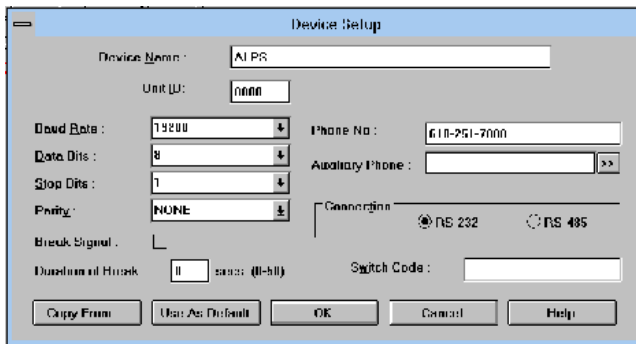 Device Setup
Device Name : ALPS
Unit ID: 0000
Baud Rate : 19200
Phone No : 610-251-7000
Data Bits : 8
Auxiliary Phone : >>
Stop Bits : 1
Parity : NONE
Connection
RS 232 RS 485
Break Signal :
Duration of Break 0 secs (0-50)
Switch Code :
Copy From Use As Default OK Cancel Help